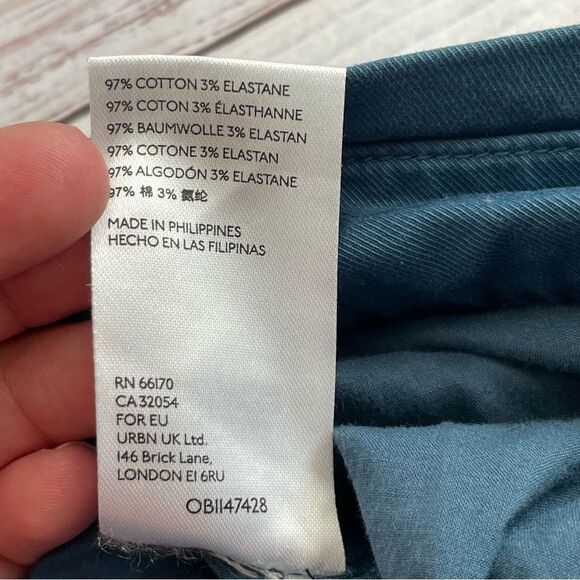 97% COTTON 3% ELASTANE
97% COTON 3% ÉLASTHANNE
97% BAUMWOLLE 3% ELASTAN
97% COTONE 3% ELASTAN
97% ALGODÓN 3% ELASTANE
97% 棉 3% 氨纶
MADE IN PHILIPPINES
HECHO EN LAS FILIPINAS
RN 66170
CA 32054
FOR EU
URBN UK Ltd.
146 Brick Lane,
LONDON E1 6RU
OB1147428